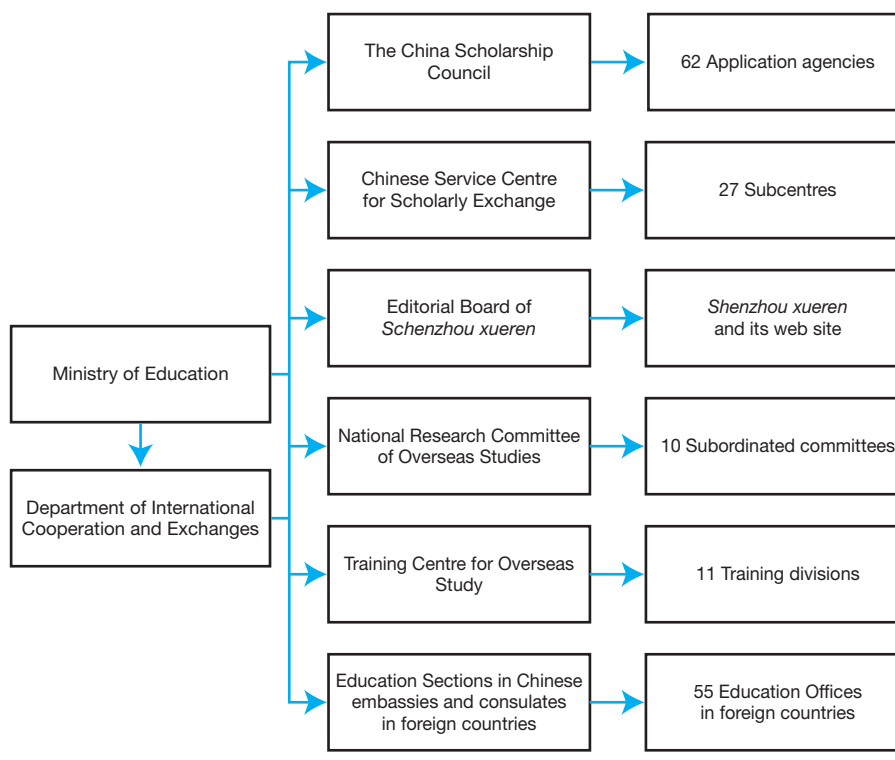 The China Scholarship
Council
62 Application agencies
Chinese Service Centre
for Scholarly Exchange
27 Subcentres
Editorial Board of
Schenzhou xueren
Shenzhou xueren
and its web site
Ministry of Education
National Research Committee
of Overseas Studies
10 Subordinated committees
Department of International
Cooperation and Exchanges
Training Centre for Overseas
Study
11 Training divisions
Education Sections in Chinese
embassies and consulates
in foreign countries
55 Education Offices
in foreign countries